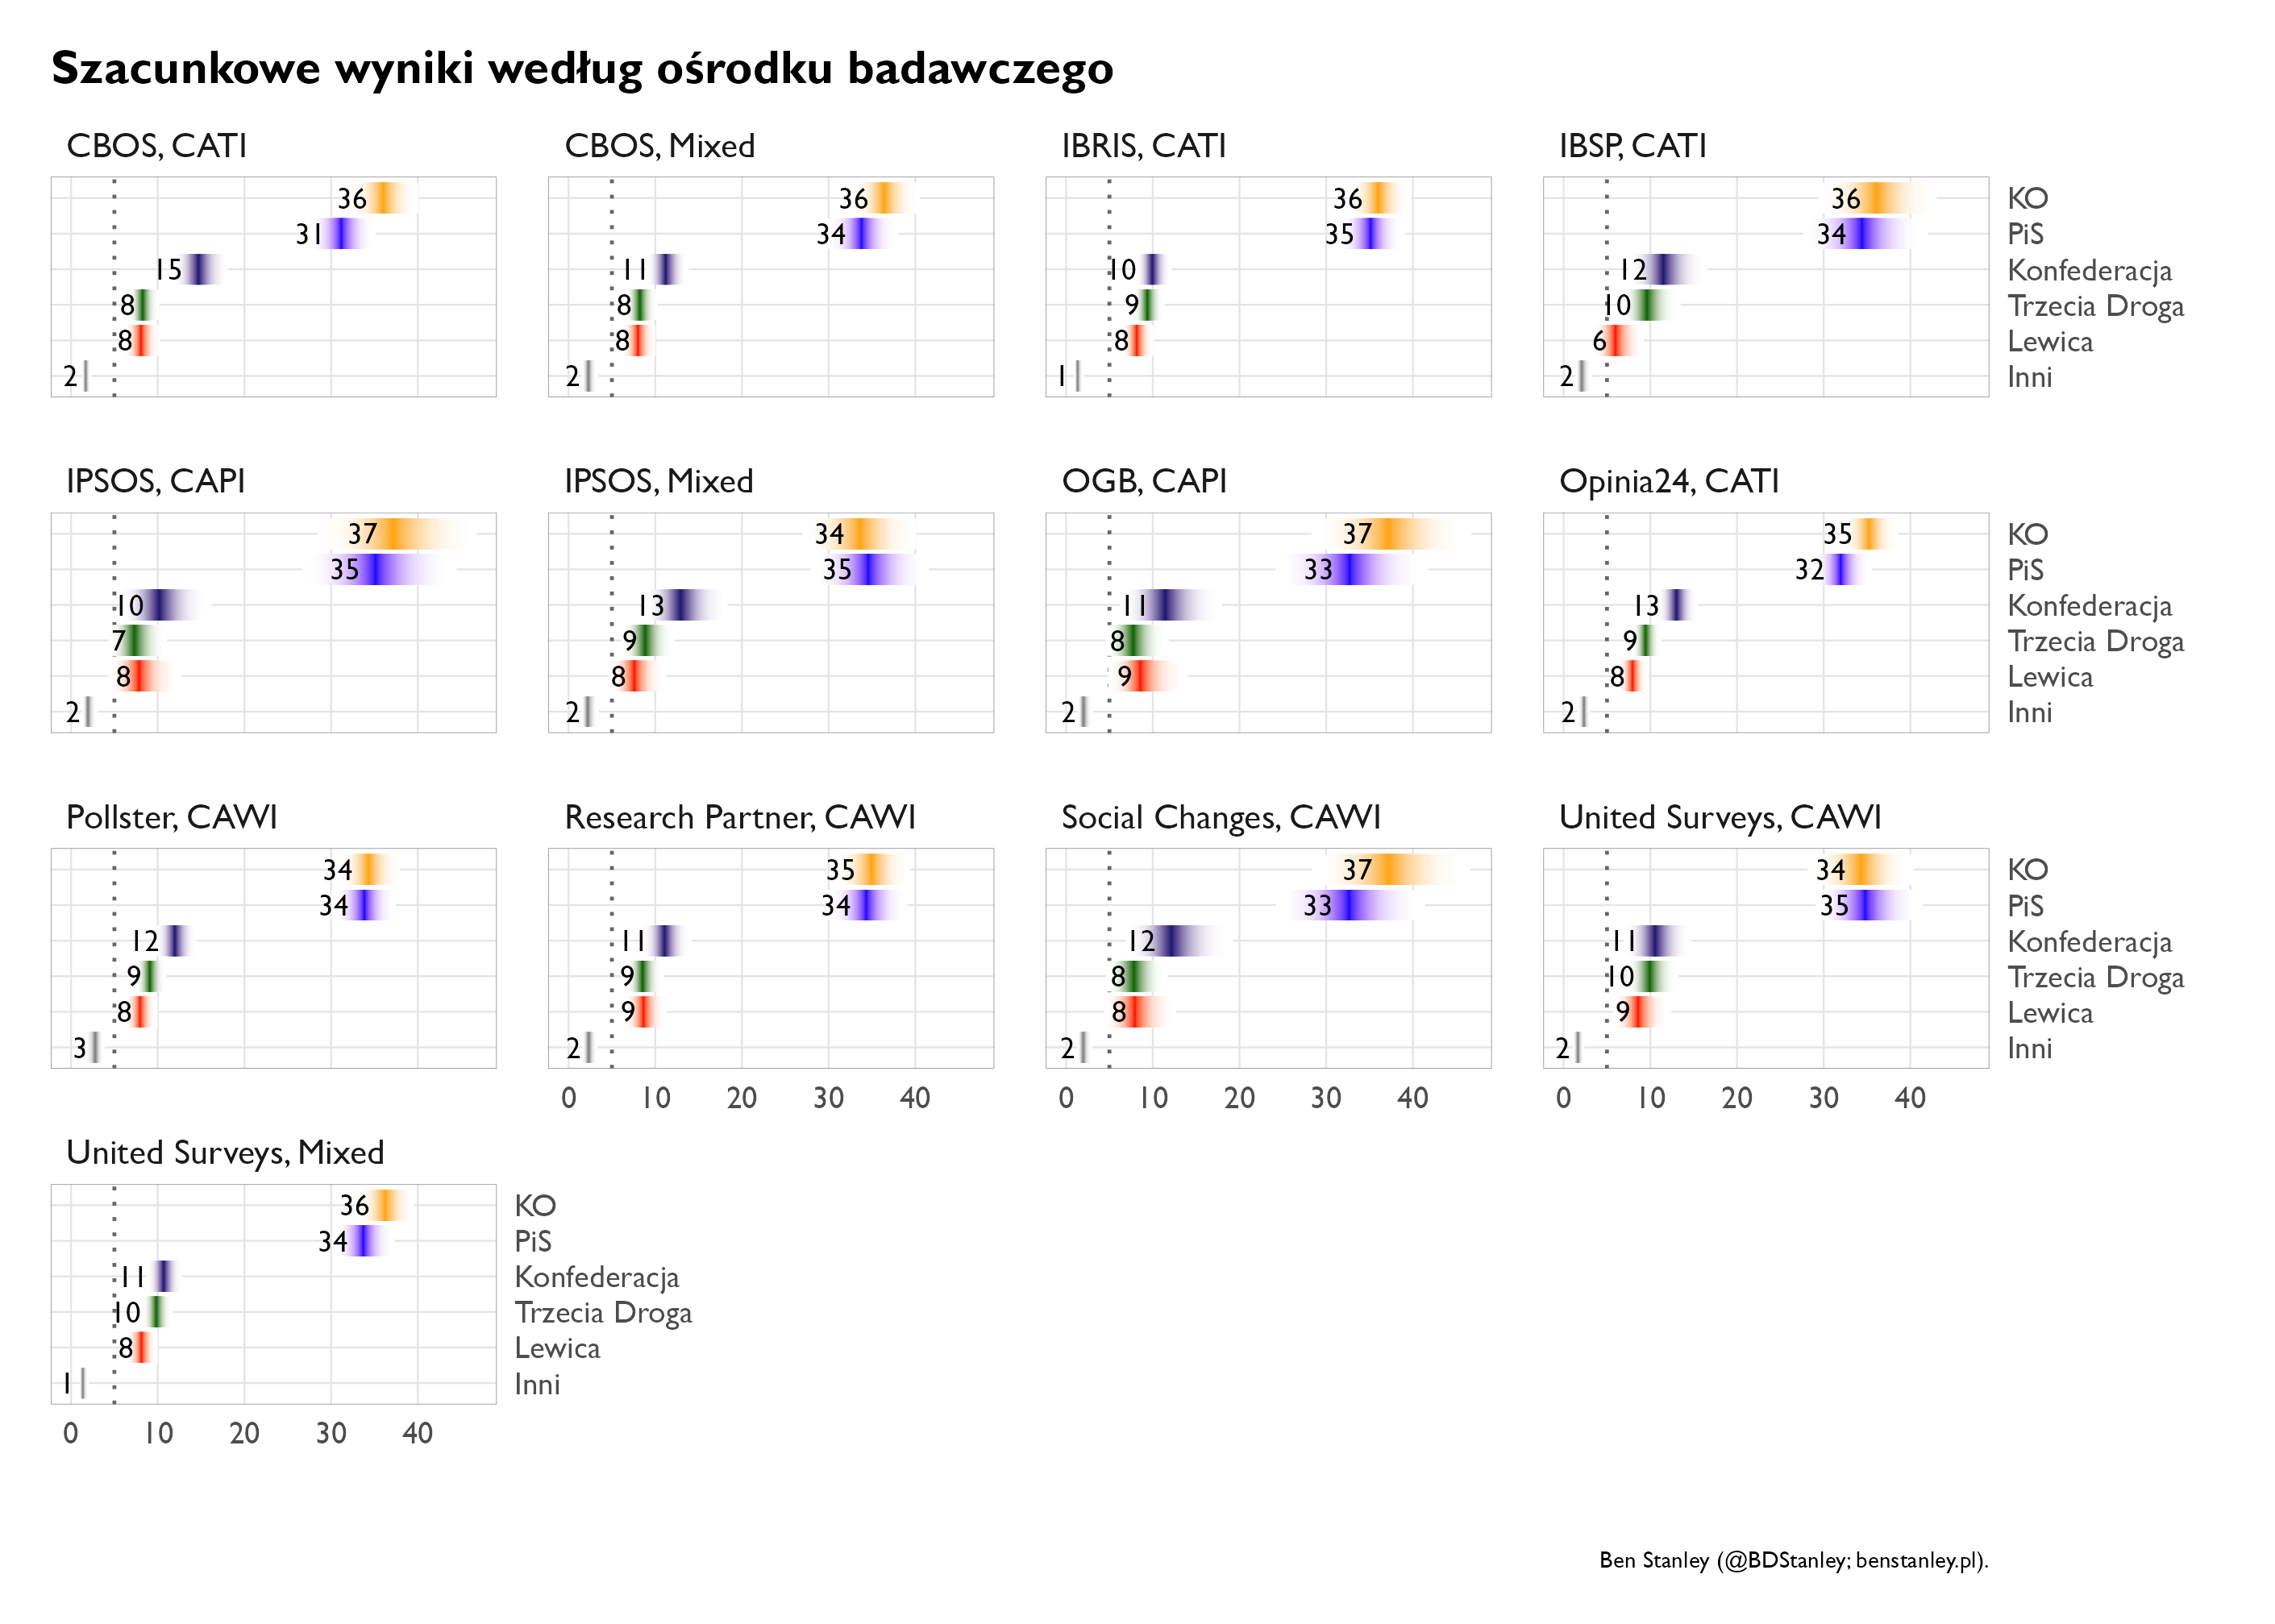 Szacunkowe wyniki według ośrodku badawczego
CBOS, CATI
36
31
15
8
8
2
CBOS, Mixed
36
34
11
8
8
2
IBRIS, CATI
36
35
10
9
8
1
IBSP, CATI
36
34
12
10
6
2
KO
PiS
Konfederacja
Trzecia Droga
Lewica
Inni
IPSOS, CAPI
37
35
10
7
8
2
IPSOS, Mixed
34
35
13
9
8
2
OGB, CAPI
37
33
11
8
9
2
Opinia24, CATI
35
32
13
9
8
2
KO
PiS
Konfederacja
Trzecia Droga
Lewica
Inni
Pollster, CAWI
34
34
12
9
8
3
Research Partner, CAWI
35
34
11
9
9
2
0 10 20 30 40
Social Changes, CAWI
37
33
12
8
8
2
0 10 20 30 40
United Surveys, CAWI
34
35
11
10
9
2
0 10 20 30 40
KO
PiS
Konfederacja
Trzecia Droga
Lewica
Inni
United Surveys, Mixed
36
34
11
10
8
1
0 10 20 30 40
KO
PiS
Konfederacja
Trzecia Droga
Lewica
Inni
Ben Stanley (@BDStanley; benstanley.pl).